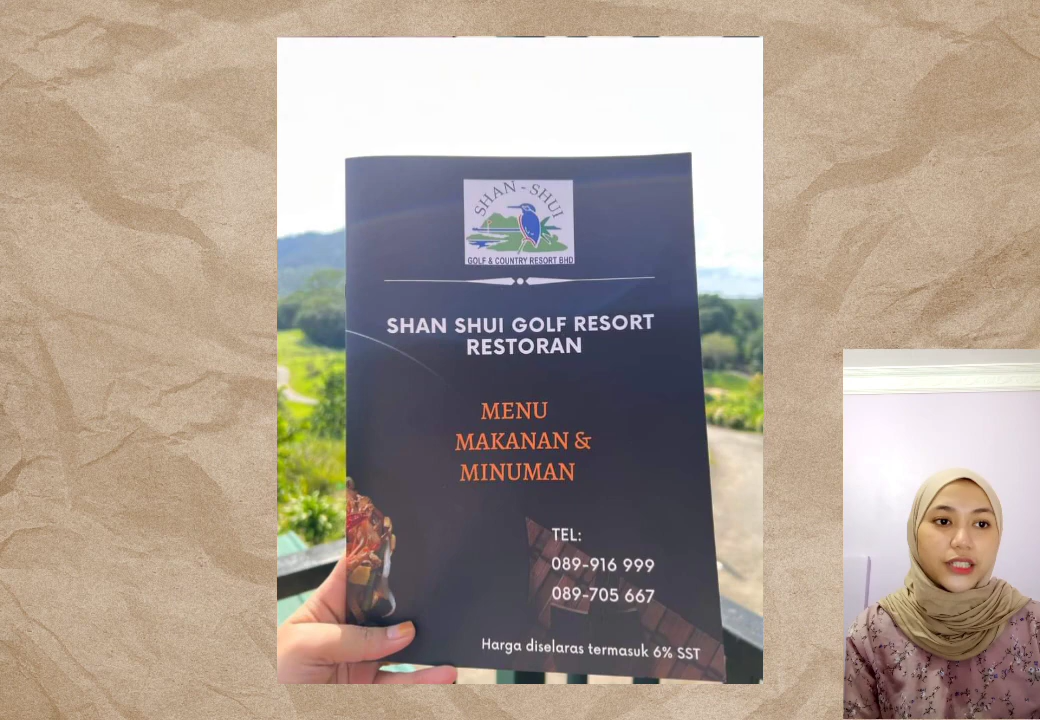 SHAN - SHUI
GOLF & COUNTRY RESORT BHD
SHAN SHUI GOLF RESORT
RESTORAN
MENU
MAKANAN &
MINUMAN
TEL:
089-916 999
089-705 667
Harga diselaras termasuk 6% SST